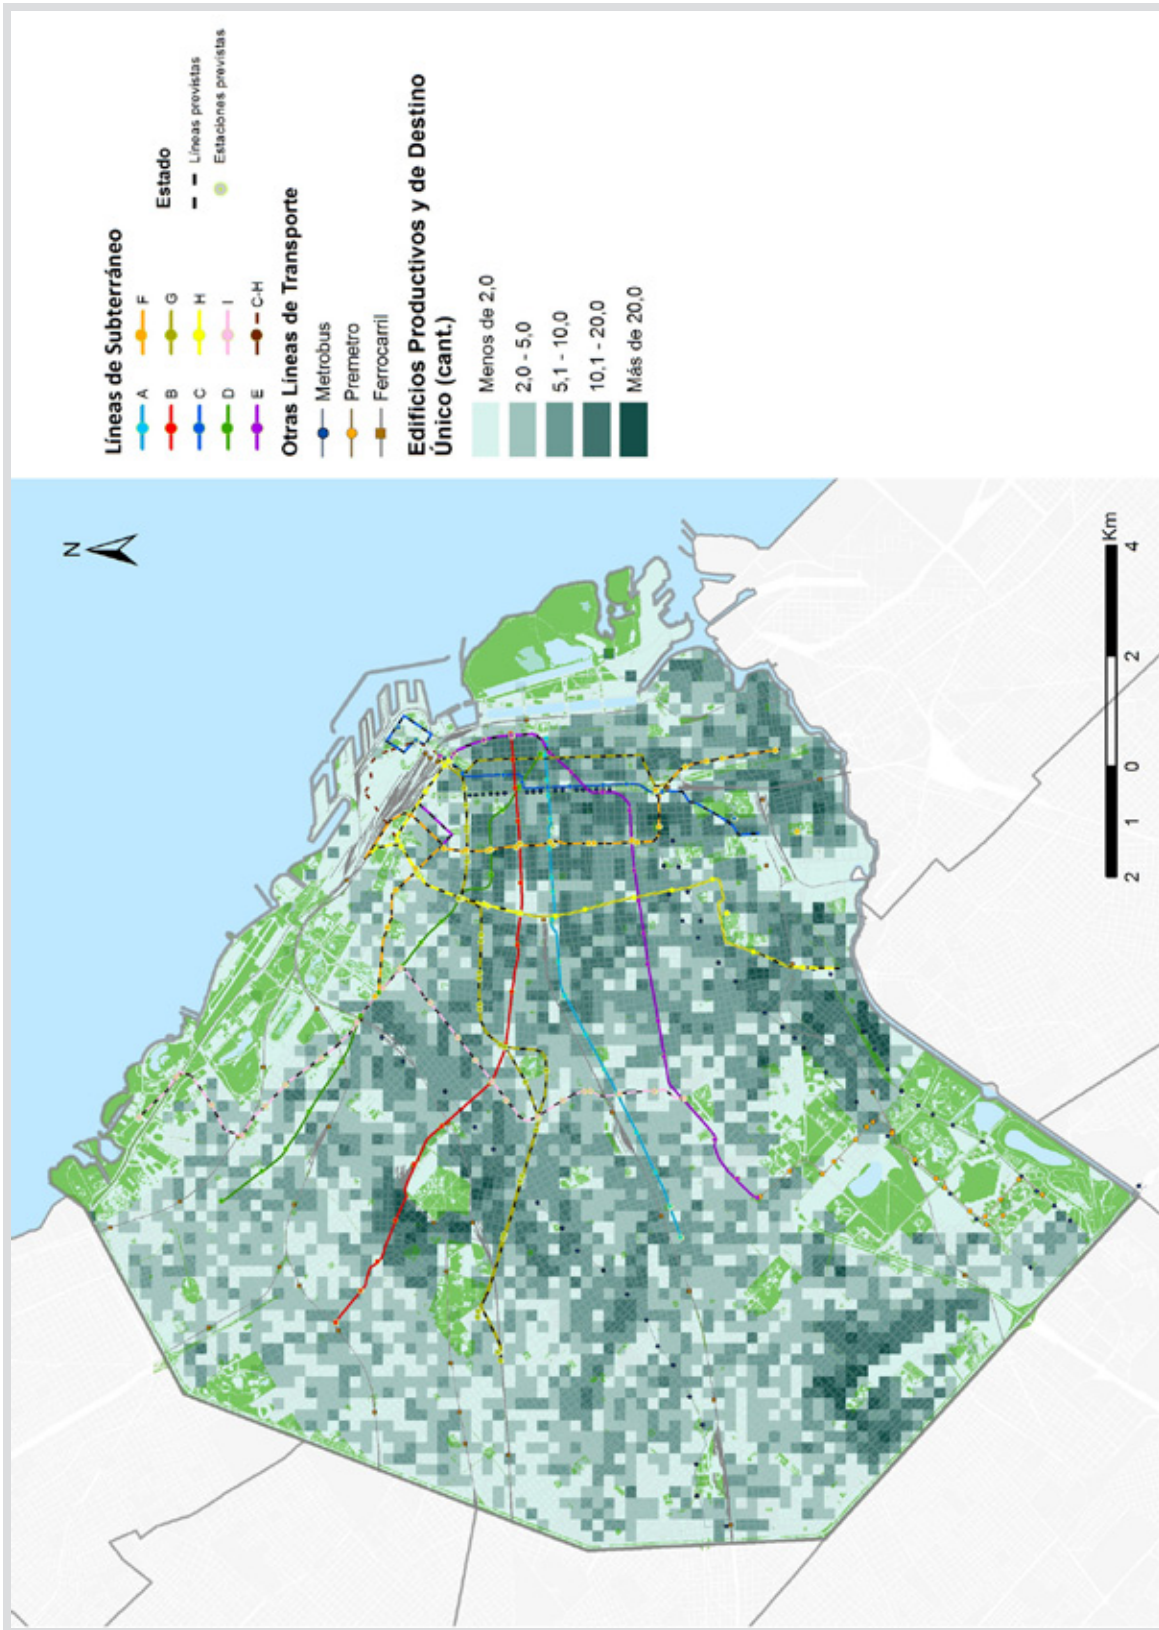 Líneas de Subterráneo
A
B
C
D
E
F
G
H
I
C-H
Estado
Líneas previstas
Estaciones previstas
Otras Líneas de Transporte
Metrobus
Premetro
Ferrocarril
Edificios Productivos y de Destino
Único (cant.)
Menos de 2,0
2,0 - 5,0
5,1 - 10,0
10,1 - 20,0
Más de 20,0
N
2 1 0 2 4
Km